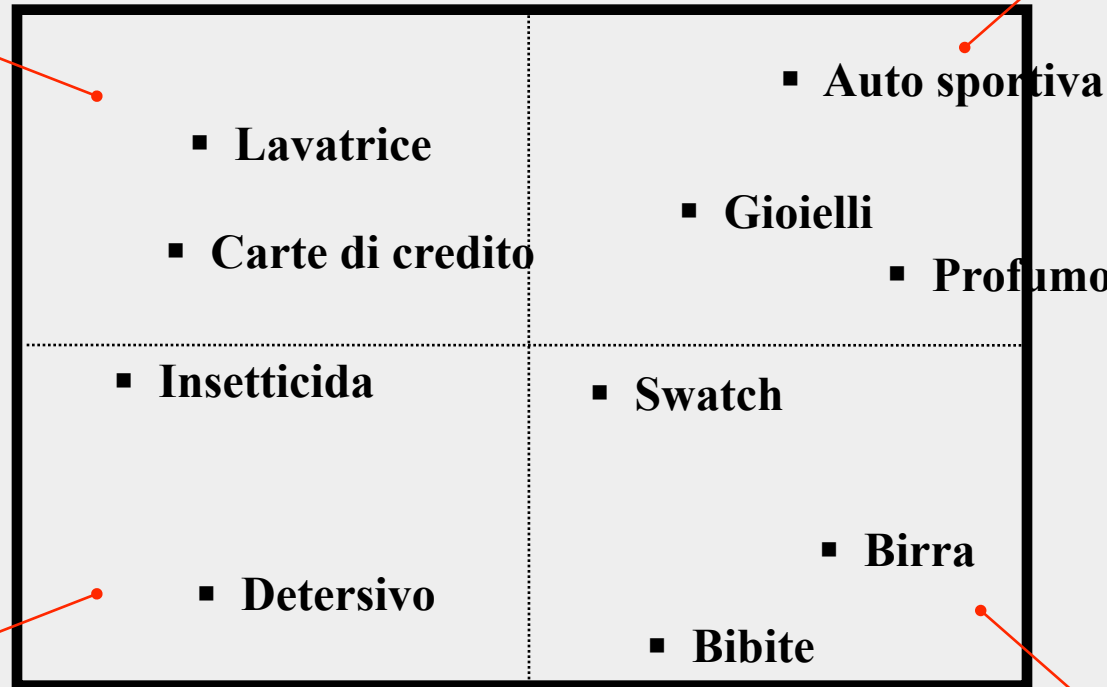 Auto sportiva
Lavatrice
Gioielli
Carte di credito
Profumo
Insetticida
Swatch
Birra
Detersivo
Bibite